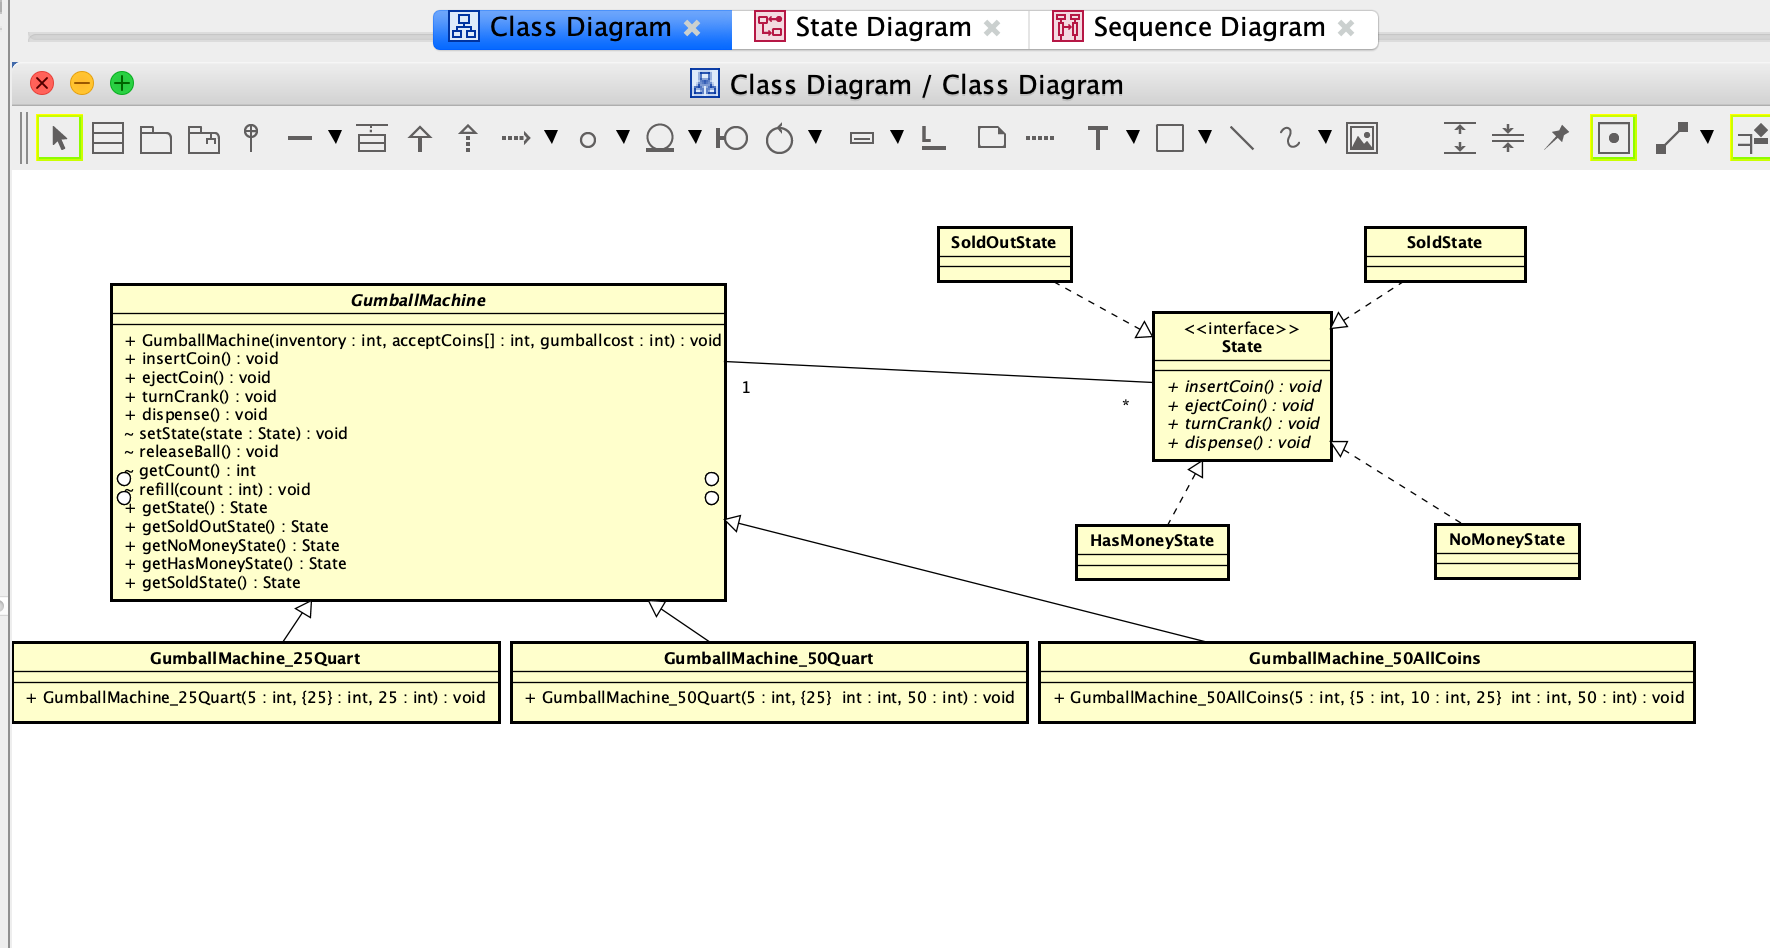 Class Diagram
State Diagram
Sequence Diagram
Class Diagram / Class Diagram
T
SoldOutState
SoldState
GumballMachine
+ GumballMachine(inventory : int, acceptCoins[] : int, gumballcost : int) : void
+ insertCoin() : void
+ ejectCoin() : void
+ turnCrank() : void
+ dispense() : void
~ setState(state : State) : void
~ releaseBall() : void
~ getCount() : int
~ refill(count : int) : void
+ getState() : State
+ getSoldOutState() : State
+ getNoMoneyState() : State
+ getHasMoneyState() : State
+ getSoldState() : State
1
*
<<interface>>
State
+ insertCoin() : void
+ ejectCoin() : void
+ turnCrank() : void
+ dispense() : void
HasMoneyState
NoMoneyState
GumballMachine_25Quart
+ GumballMachine_25Quart(5 : int, {25} : int, 25 : int) : void
GumballMachine_50Quart
+ GumballMachine_50Quart(5 : int, {25}  int : int, 50 : int) : void
GumballMachine_50AllCoins
+ GumballMachine_50AllCoins(5 : int, {5 : int, 10 : int, 25}  int : int, 50 : int) : void